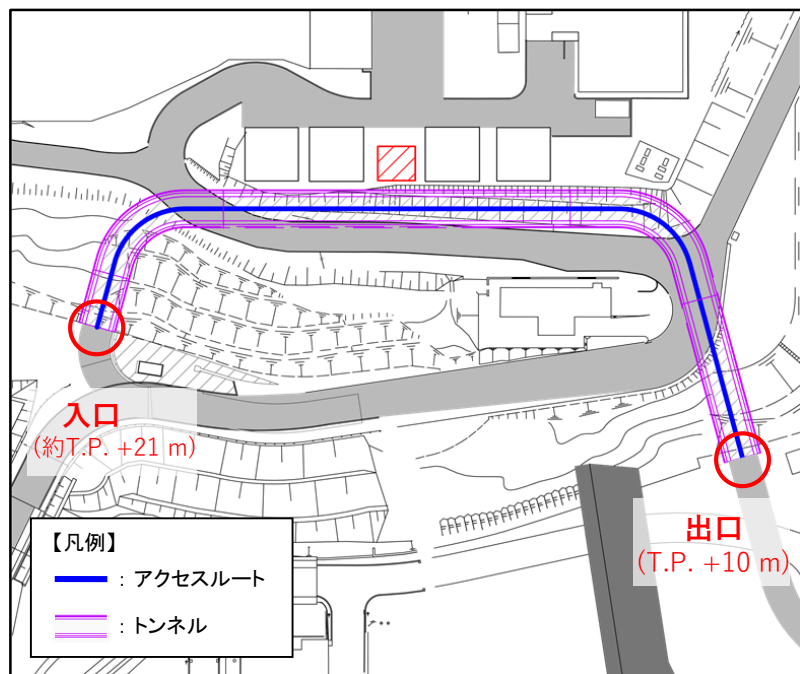 入口
(約T.P. +21 m)
出口
(T.P. +10 m)
【凡例】
: アクセスルート
: トンネル